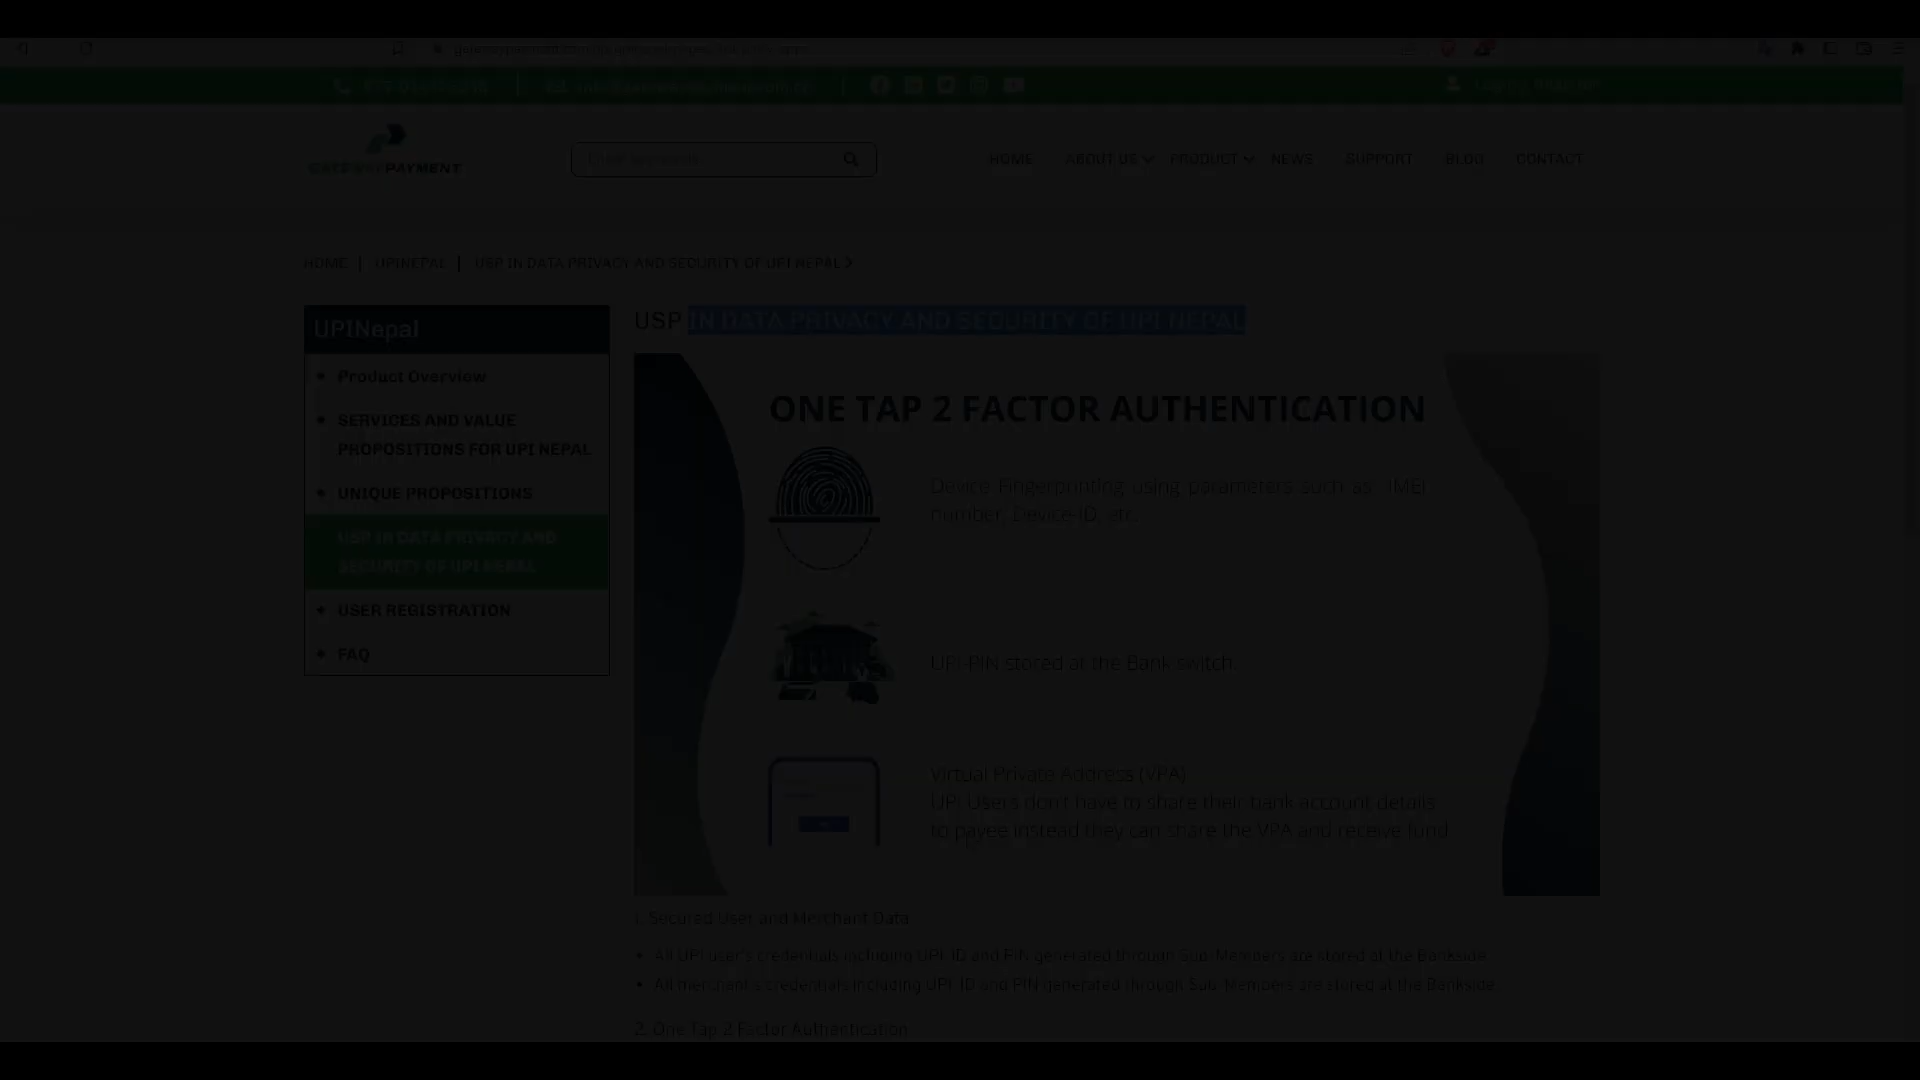 GATEWAYPAYMENT
HOME ABOUT US PRODUCT NEWS SUPPORT BLOG CONTACT
HOME | UPINEPAL | USP IN DATA PRIVACY AND SECURITY OF UPI NEPAL
UPINepal
Product Overview
SERVICES AND VALUE
PROPOSITIONS FOR UPI NEPAL
UNIQUE PROPOSITIONS
USP IN DATA PRIVACY AND
SECURITY OF UPI NEPAL
USER REGISTRATION
FAQ
USP IN DATA PRIVACY AND SECURITY OF UPI NEPAL
ONE TAP 2 FACTOR AUTHENTICATION
Device Fingerprinting using parameters such as IMEI
number, Device-ID, etc.
UPI-PIN stored at the Bank switch.
Virtual Private Address (VPA)
UPI Users don't have to share their bank account details
to payee instead they can share the VPA and receive fund
1. Secured User and Merchant Data
All UPI user's credentials including UPI ID and PIN generated through Sub-Members are stored at the Bankside
All merchant's credentials including UPI ID and PIN generated through Sub-Members are stored at the Bankside
2. One Tap 2 Factor Authentication